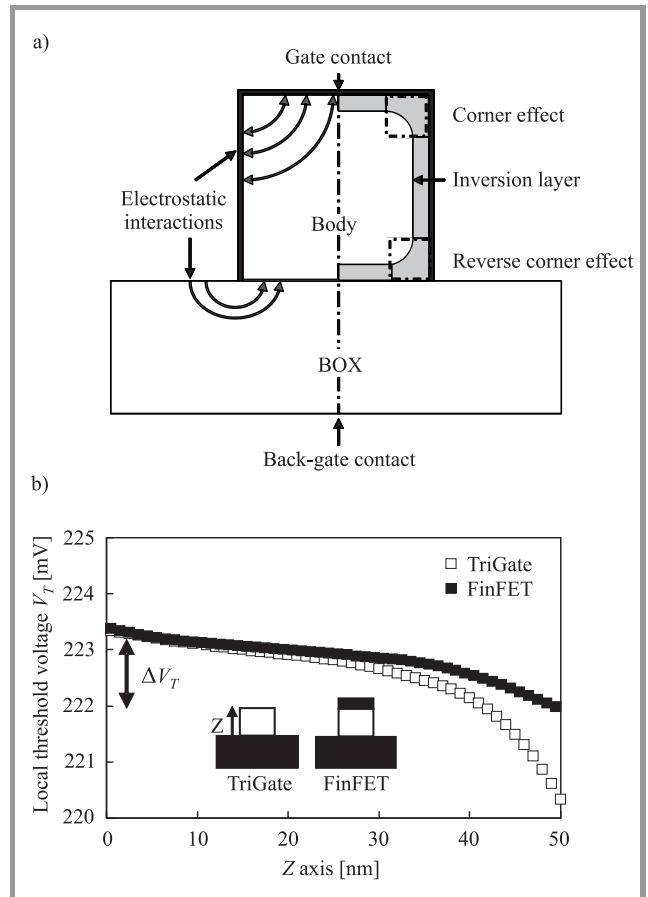 a)
Gate contact
Corner effect
Inversion layer
Electrostatic
interactions
Body
Reverse corner effect
BOX
Back-gate contact
b)
Local threshold voltage V_T [mV]
225
224
223
222
221
220
TriGate
FinFET
ΔV_T
Z
TriGate
FinFET
0
10
20
30
40
50
Z axis [nm]